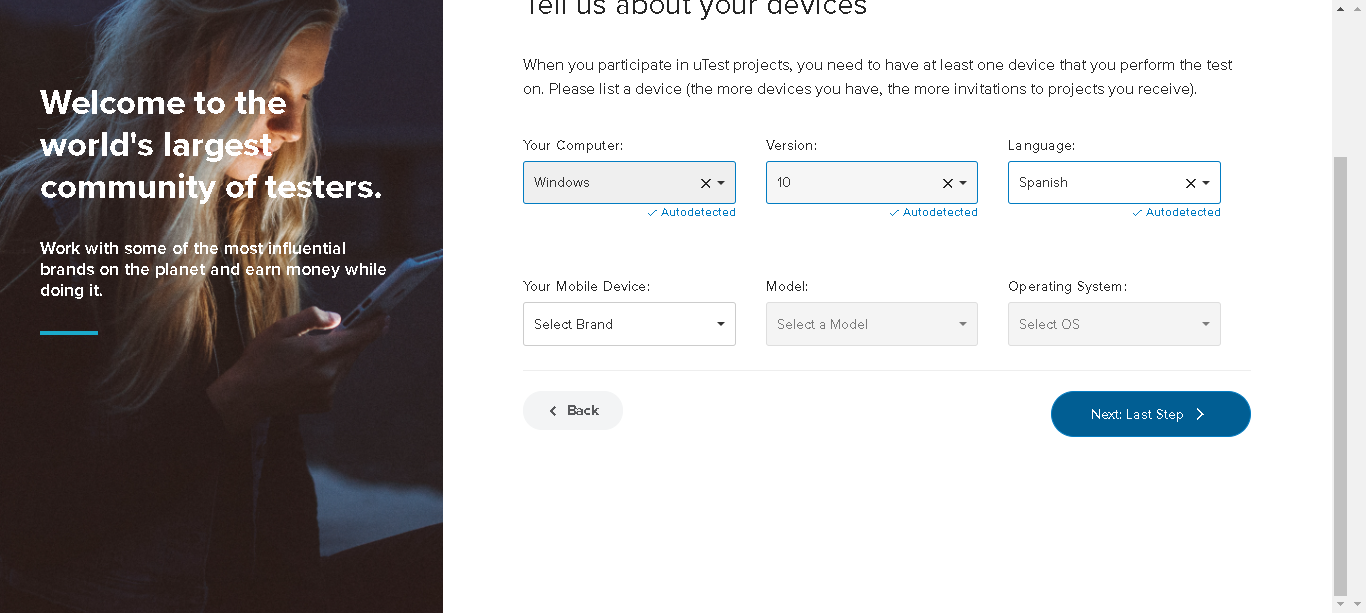 Tell us about your devices
Welcome to the
world's largest
community of testers.
Work with some of the most influential
brands on the planet and earn money while
doing it.
When you participate in uTest projects, you need to have at least one device that you perform the test
on. Please list a device (the more devices you have, the more invitations to projects you receive).
Your Computer: Version: Language:
Windows 10 Spanish
Autodetected Autodetected Autodetected
Your Mobile Device: Model: Operating System:
Select Brand Select a Model Select OS
Back Next: Last Step